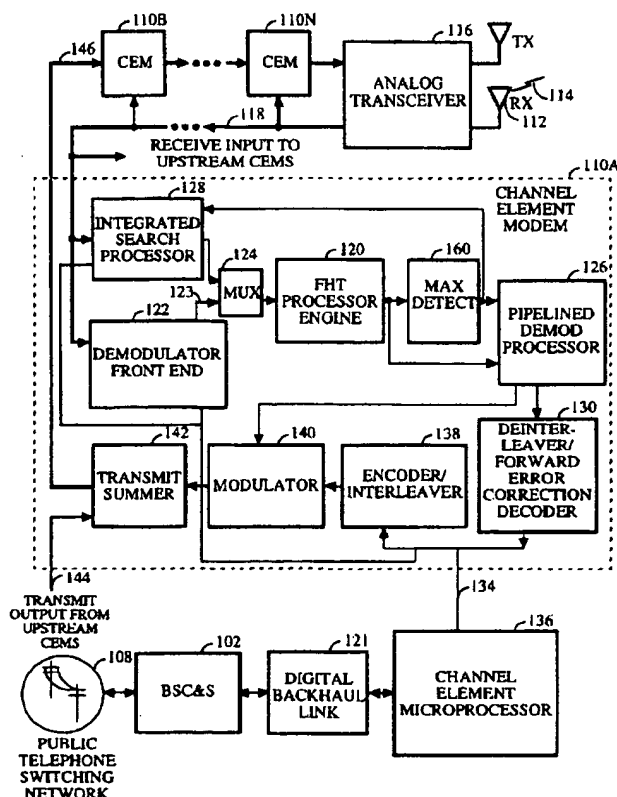 110B
110N
146
CEM
CEM
116
TX
ANALOG
TRANSCEIVER
RX
114
112
118
RECEIVE INPUT TO
UPSTREAM CEMS
110A
CHANNEL
ELEMENT
MODEM
128
INTEGRATED
SEARCH
PROCESSOR
124
MUX
123
120
FHT
PROCESSOR
ENGINE
160
MAX
DETECT
126
PIPELINED
DEMOD
PROCESSOR
122
DEMODULATOR
FRONT END
142
TRANSMIT
SUMMER
140
MODULATOR
138
ENCODER/
INTERLEAVER
130
DEINTER-
LEAVER/
FORWARD
ERROR
CORRECTION
DECODER
144
TRANSMIT
OUTPUT FROM
UPSTREAM
CEMS
134
108
102
BSC&S
121
DIGITAL
BACKHAUL
LINK
136
CHANNEL
ELEMENT
MICROPROCESSOR
PUBLIC
TELEPHONE
SWITCHING
NETWORK